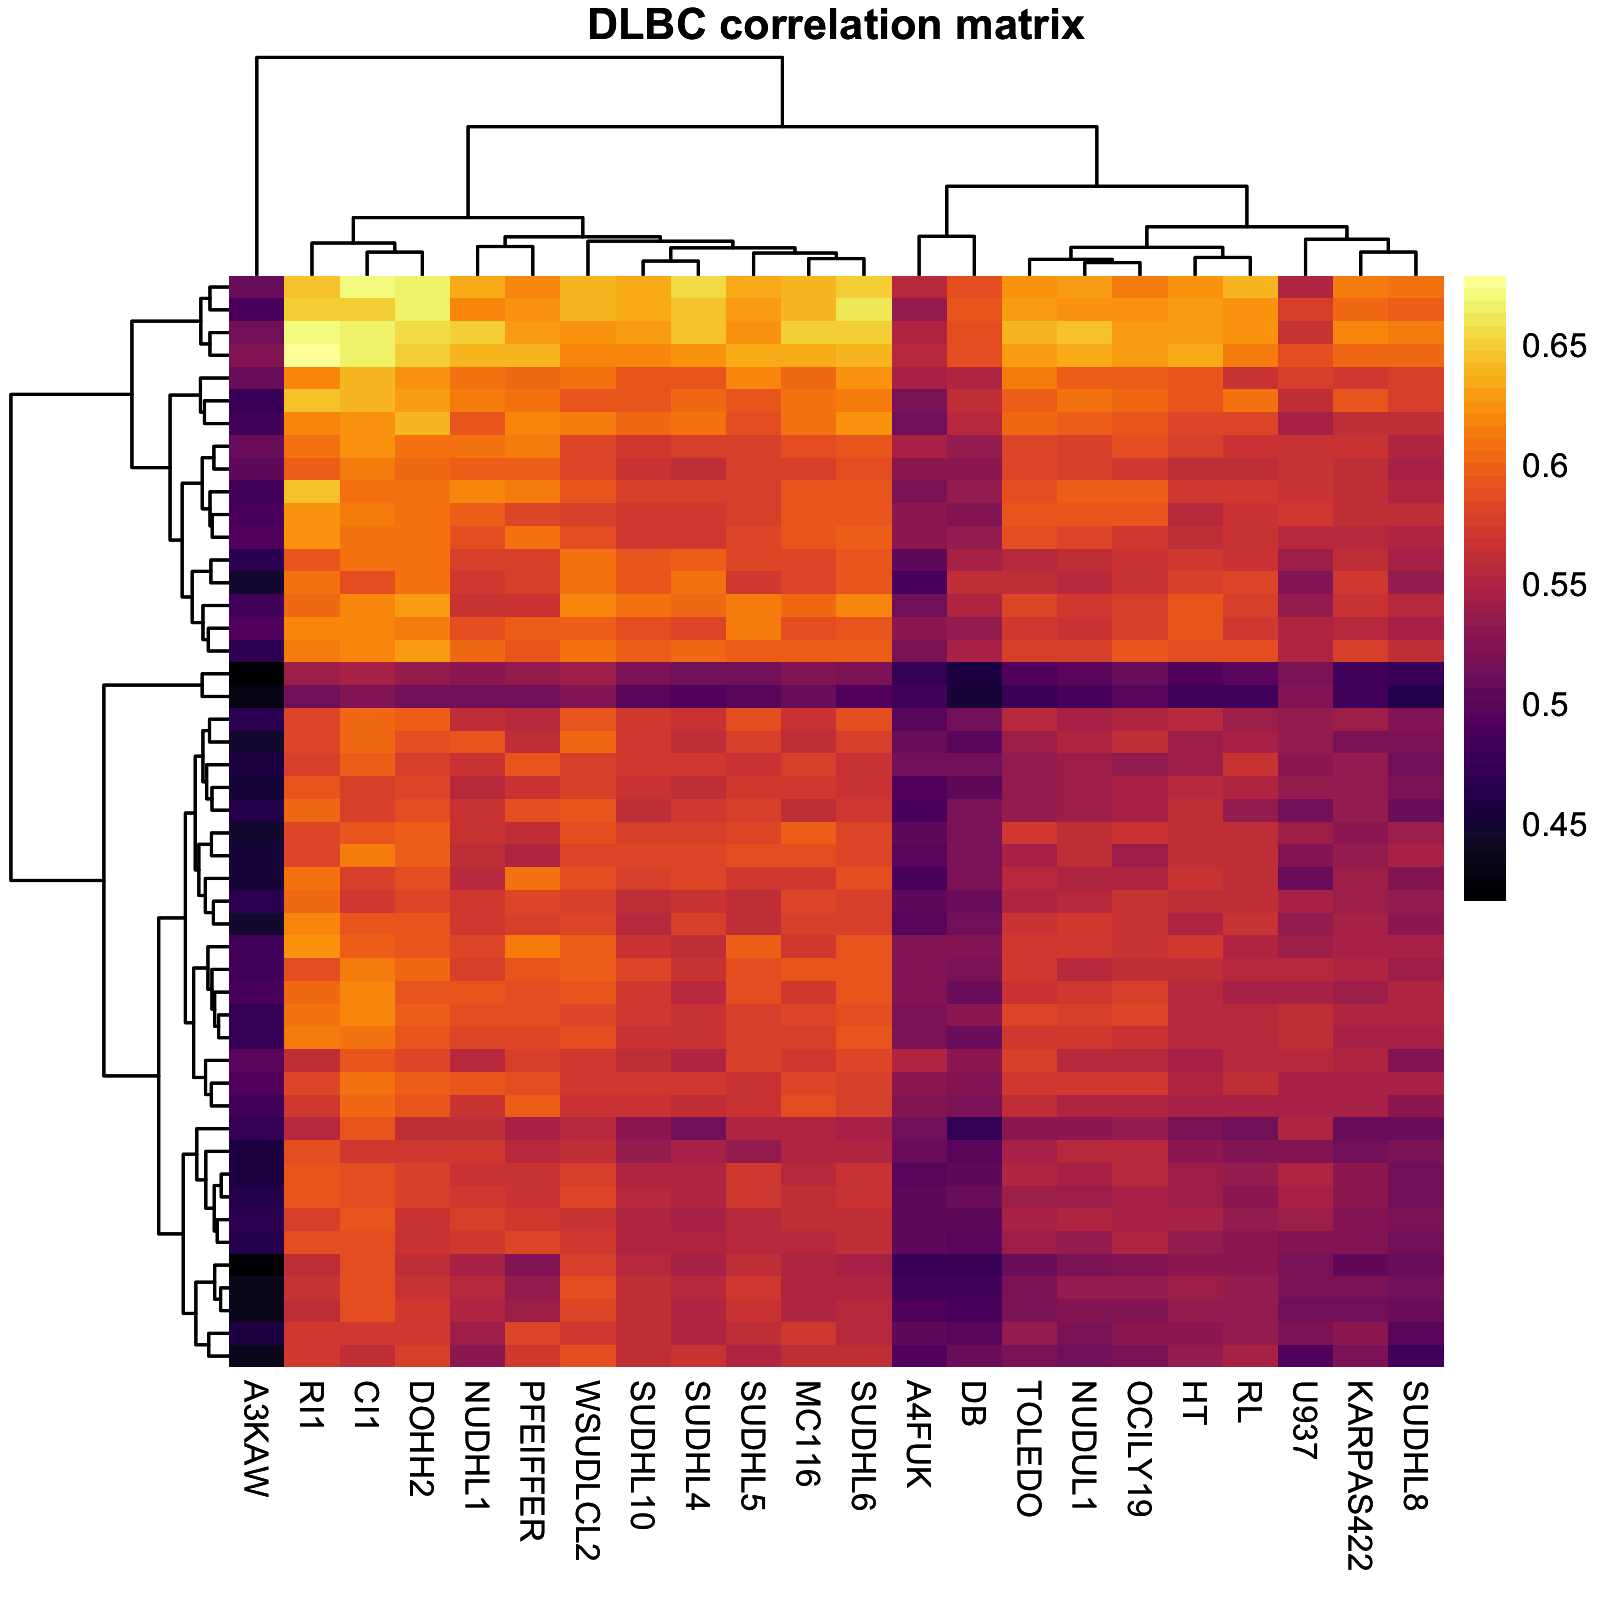 DLBC correlation matrix
0.65
0.6
0.55
0.5
0.45
A3KAW
RI1
CI1
DOHH2
NUDHL1
PFEIFFER
WSUDLCL2
SUDHL10
SUDHL4
SUDHL5
MC116
SUDHL6
A4FUK
DB
TOLEDO
NUDUL1
OCILY19
HT
RL
U937
KARPAS422
SUDHL8